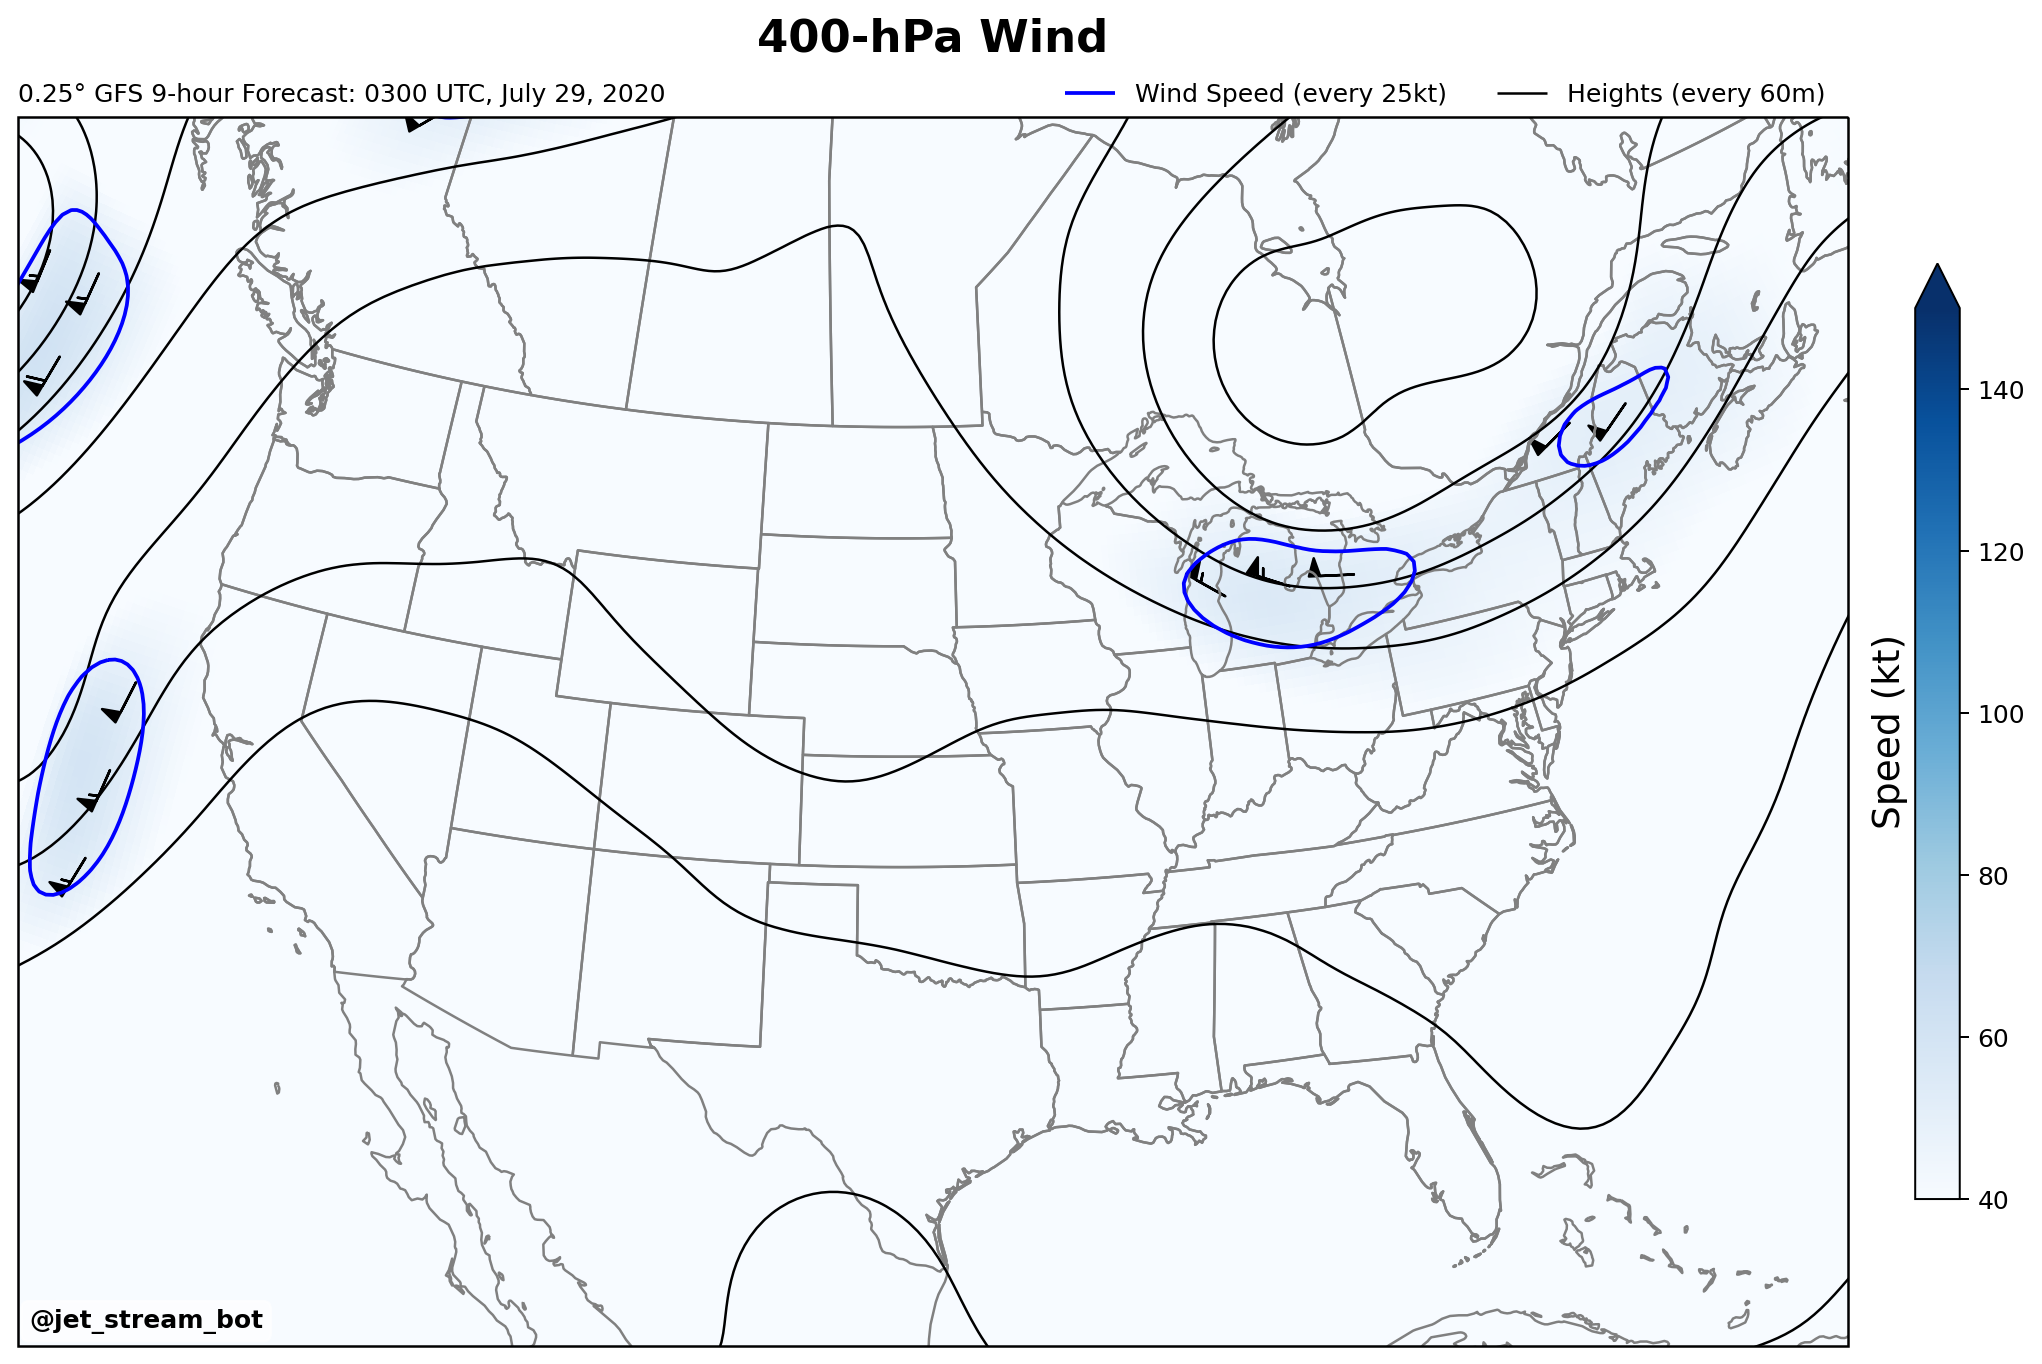 400-hPa Wind
0.25° GFS 9-hour Forecast: 0300 UTC, July 29, 2020
Wind Speed (every 25kt)
Heights (every 60m)
140
120
100
80
60
40
Speed (kt)
@jet_stream_bot